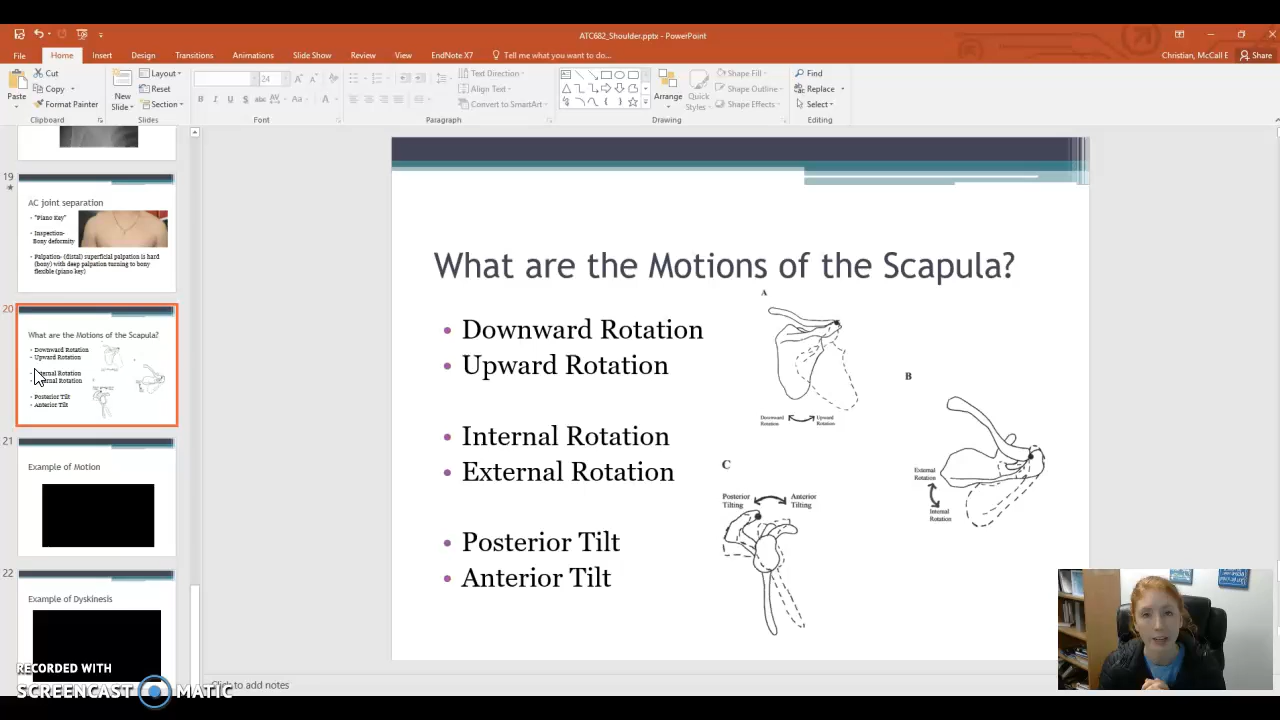 ATC682_Shoulder.pptx - PowerPoint
File Home Insert Design Transitions Animations Slide Show Review View EndNote X7 Tell me what you want to do... Christian, McCall E Share
Paste Cut Copy Format Painter Clipboard
New Slide Layout Reset Section Slides
24
B I U S abc AV Aa A Font
Text Direction Align Text Convert to SmartArt Paragraph
Arrange Quick Styles Shape Fill Shape Outline Shape Effects Drawing
Find Replace Select Editing
19
AC joint separation
"Piano Key"
Inspection-
Bony deformity
Palpation- (distal) superficial palpation is hard
(bony) with deep palpation turning to bony
flexible (piano key)
20
What are the Motions of the Scapula?
Downward Rotation
Upward Rotation
Posterior Tilt
Anterior Tilt
21
Example of Motion
22
Example of Dyskinesis
What are the Motions of the Scapula?
• Downward Rotation
• Upward Rotation
• Internal Rotation
• External Rotation
• Posterior Tilt
• Anterior Tilt
A
Downward Rotation Upward Rotation
B
External Rotation
Internal Rotation
C
Posterior Tilting Anterior Tilting
RECORDED WITH
SCREENCAST MATIC
to add notes